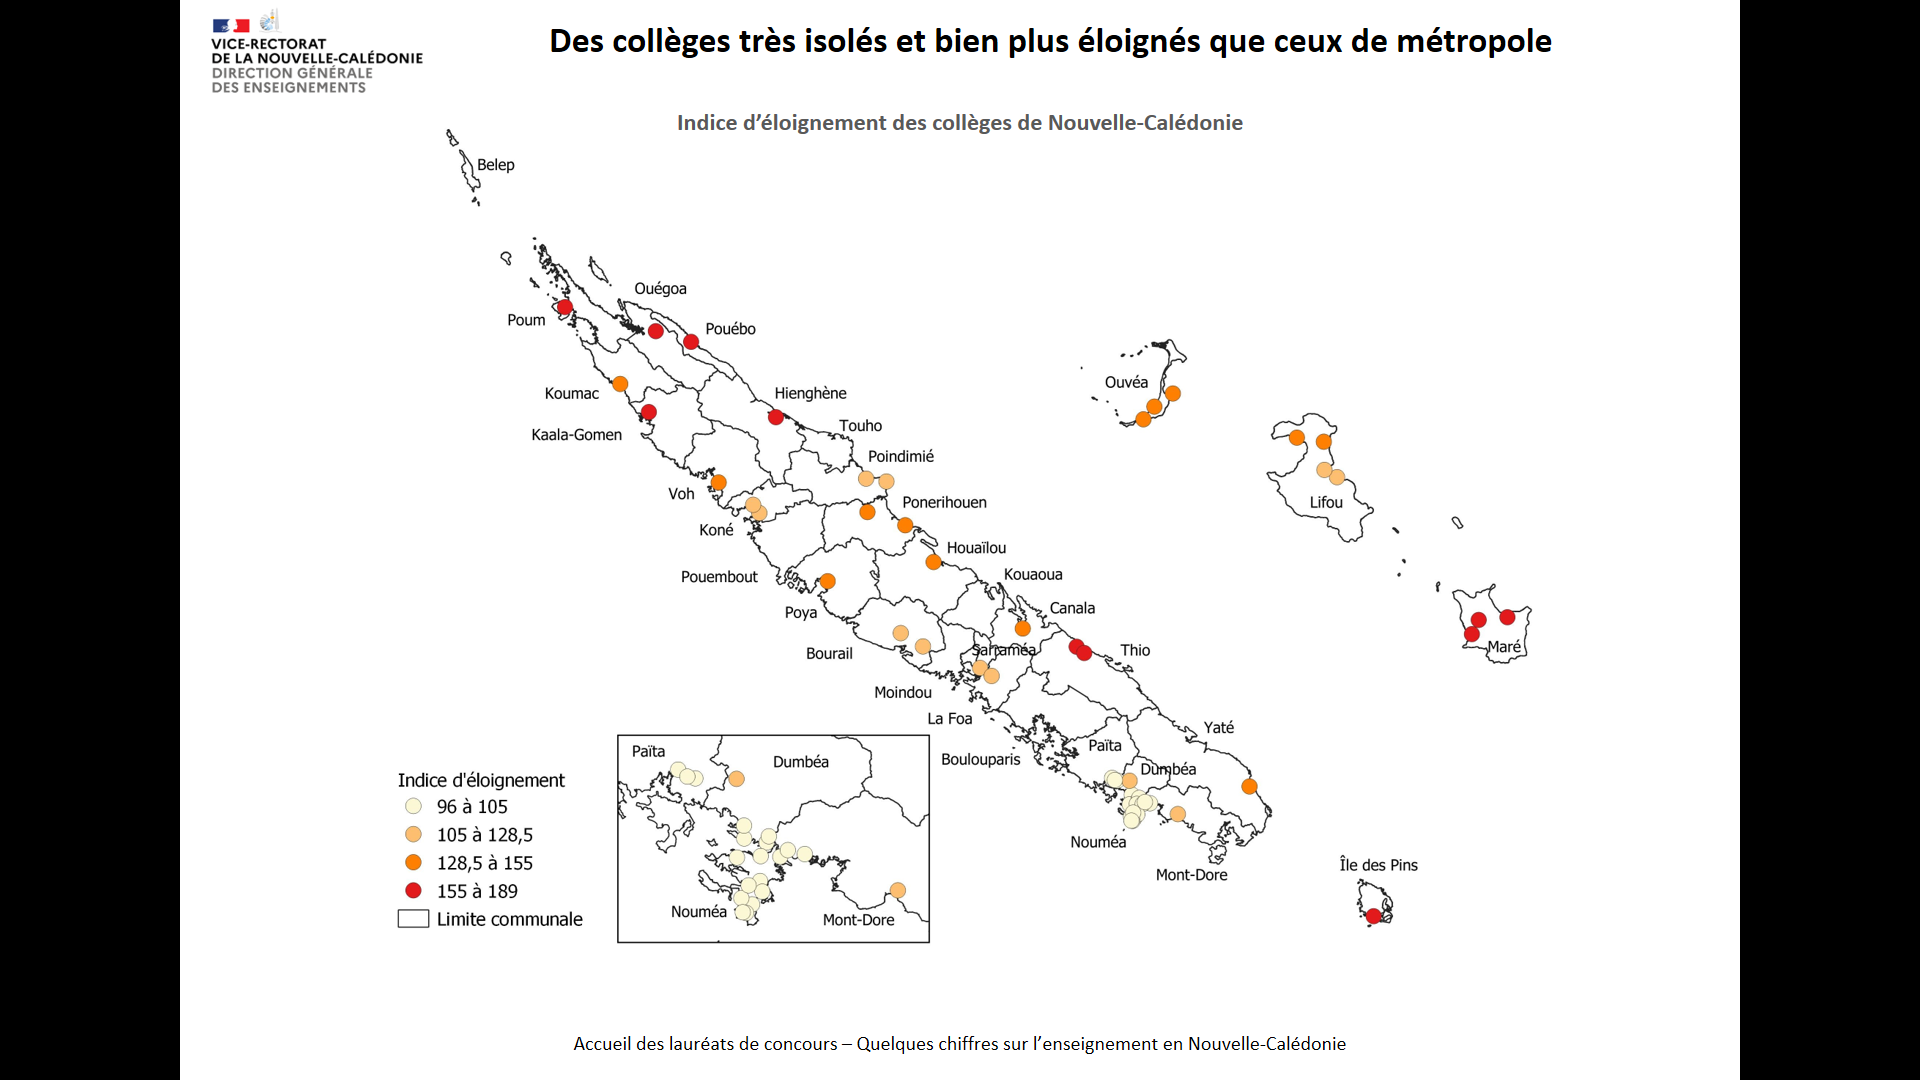 VICE-RECTORAT
DE LA NOUVELLE-CALÉDONIE
DIRECTION GÉNÉRALE
DES ENSEIGNEMENTS
Des collèges très isolés et bien plus éloignés que ceux de métropole
Indice d'éloignement des collèges de Nouvelle-Calédonie
Belep
Ouégoa
Poum
Pouébo
Koumac
Hienghène
Kaala-Gomen
Touho
Poindimié
Voh
Ponerihouen
Koné
Houaïlou
Pouembout
Kouaoua
Poya
Canala
Bourail
Sarraméa
Thio
Moindou
La Foa
Yaté
Boulouparis
Païta
Dumbéa
Nouméa
Mont-Dore
Ouvéa
Lifou
Maré
Île des Pins
Païta
Dumbéa
Nouméa
Mont-Dore
Indice d'éloignement
96 à 105
105 à 128,5
128,5 à 155
155 à 189
Limite communale
Accueil des lauréats de concours – Quelques chiffres sur l'enseignement en Nouvelle-Calédonie